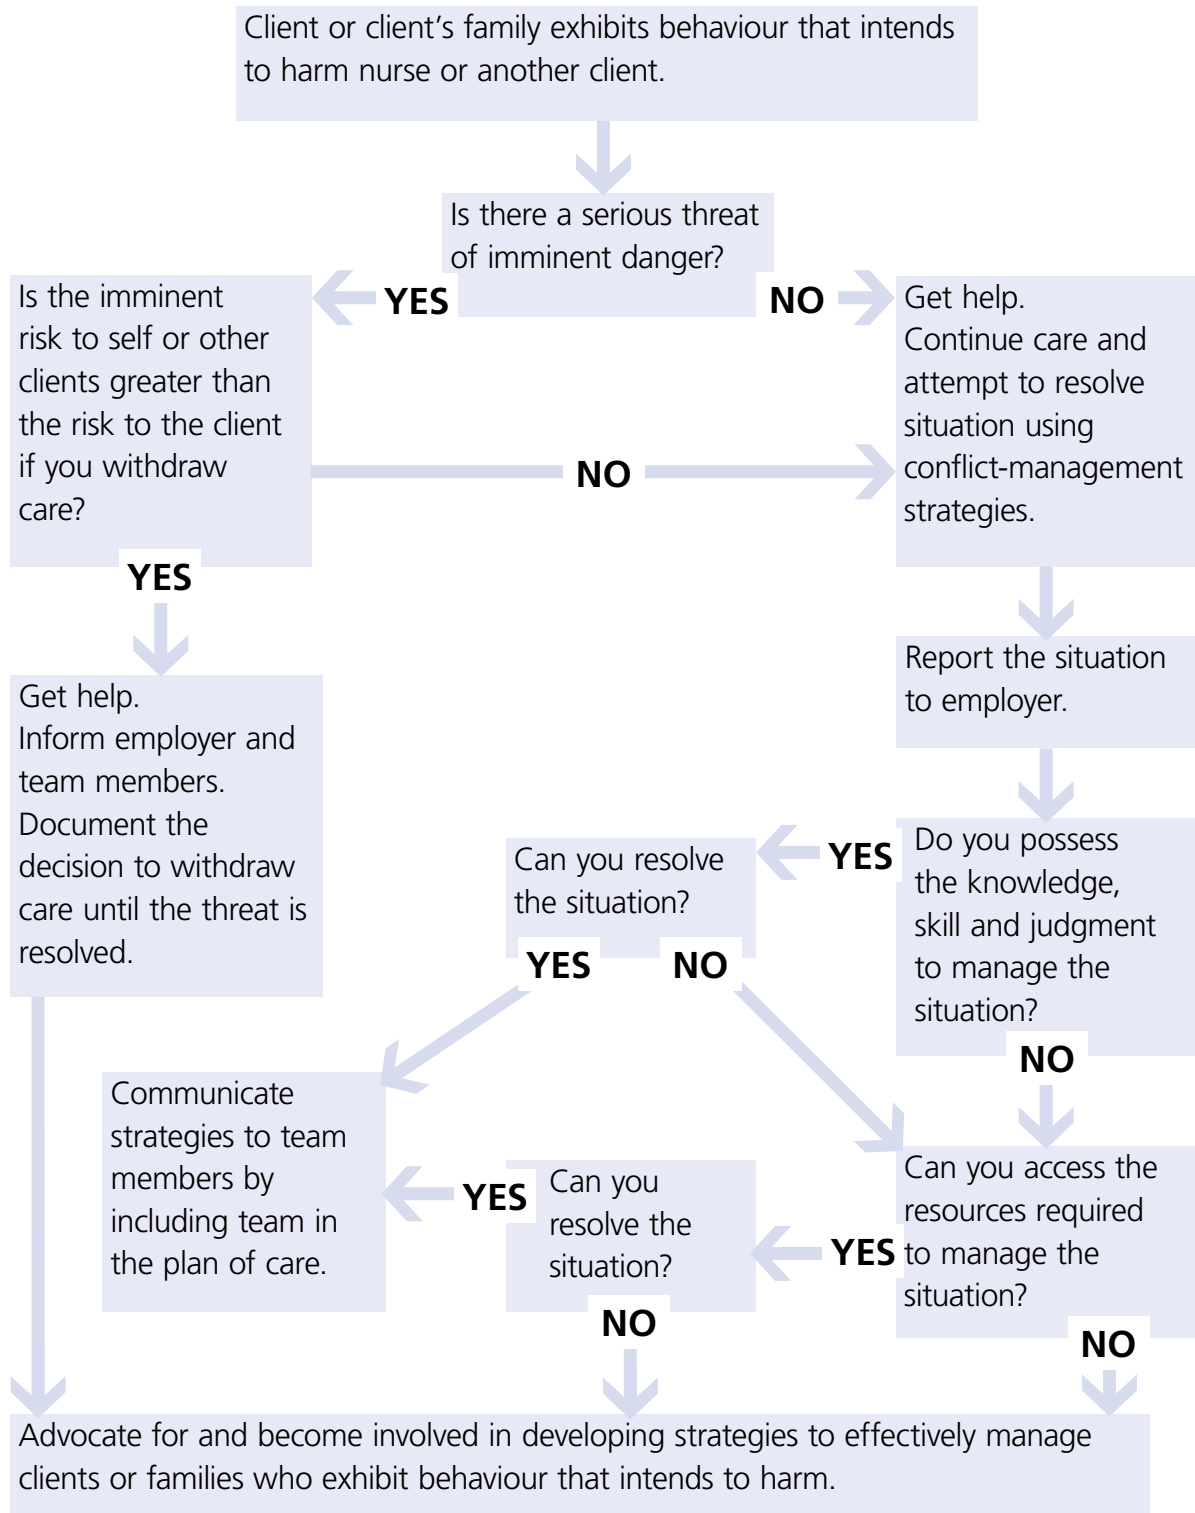 Client or client’s family exhibits behaviour that intends
to harm nurse or another client.
Is there a serious threat
of imminent danger?
YES
NO
Is the imminent
risk to self or other
clients greater than
the risk to the client
if you withdraw
care?
NO
YES
Get help.
Continue care and
attempt to resolve
situation using
conflict-management
strategies.
Report the situation
to employer.
Get help.
Inform employer and
team members.
Document the
decision to withdraw
care until the threat is
resolved.
Do you possess
the knowledge,
skill and judgment
to manage the
situation?
YES
NO
Can you resolve
the situation?
YES
NO
Communicate
strategies to team
members by
including team in
the plan of care.
YES
Can you
resolve the
situation?
NO
YES
Can you access the
resources required
to manage the
situation?
NO
Advocate for and become involved in developing strategies to effectively manage
clients or families who exhibit behaviour that intends to harm.